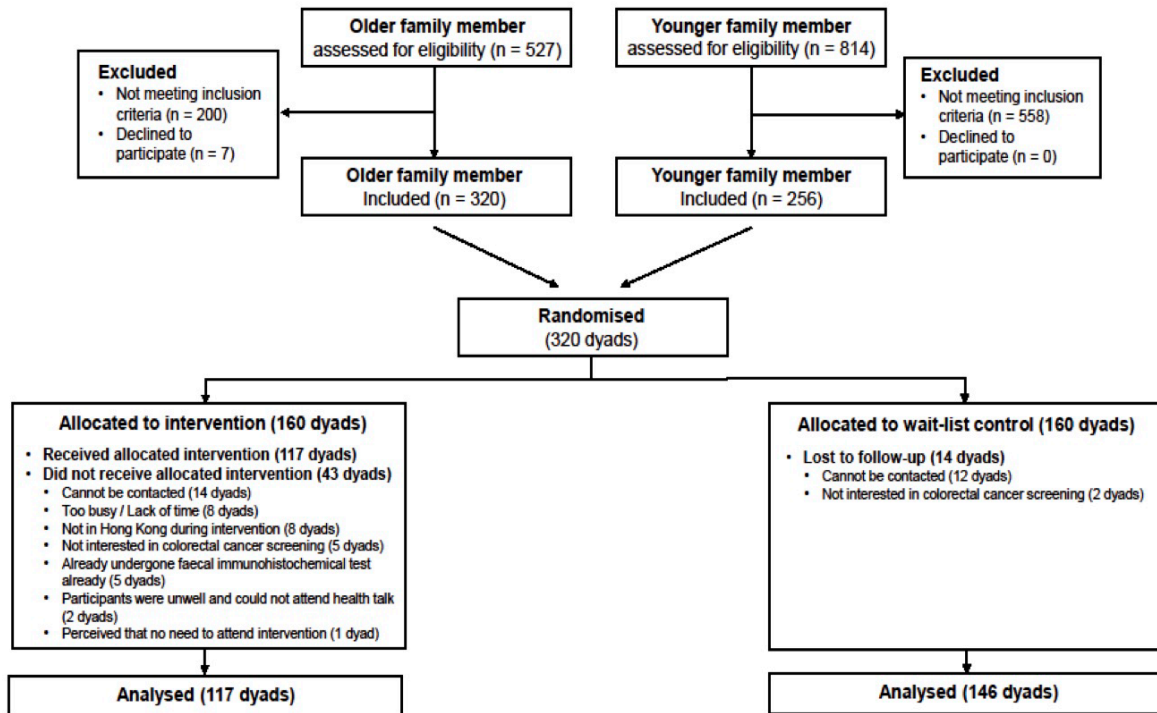 Older family member
assessed for eligibility (n = 527)
Younger family member
assessed for eligibility (n = 814)
Excluded
• Not meeting inclusion
criteria (n = 200)
• Declined to
participate (n = 7)
Excluded
• Not meeting inclusion
criteria (n = 558)
• Declined to
participate (n = 0)
Older family member
Included (n = 320)
Younger family member
Included (n = 256)
Randomised
(320 dyads)
Allocated to intervention (160 dyads)
• Received allocated intervention (117 dyads)
• Did not receive allocated intervention (43 dyads)
• Cannot be contacted (14 dyads)
• Too busy / Lack of time (8 dyads)
• Not in Hong Kong during intervention (8 dyads)
• Not interested in colorectal cancer screening (5 dyads)
• Already undergone faecal immunohistochemical test
already (5 dyads)
• Participants were unwell and could not attend health talk
(2 dyads)
• Perceived that no need to attend intervention (1 dyad)
Allocated to wait-list control (160 dyads)
• Lost to follow-up (14 dyads)
• Cannot be contacted (12 dyads)
• Not interested in colorectal cancer screening (2 dyads)
Analysed (117 dyads)
Analysed (146 dyads)